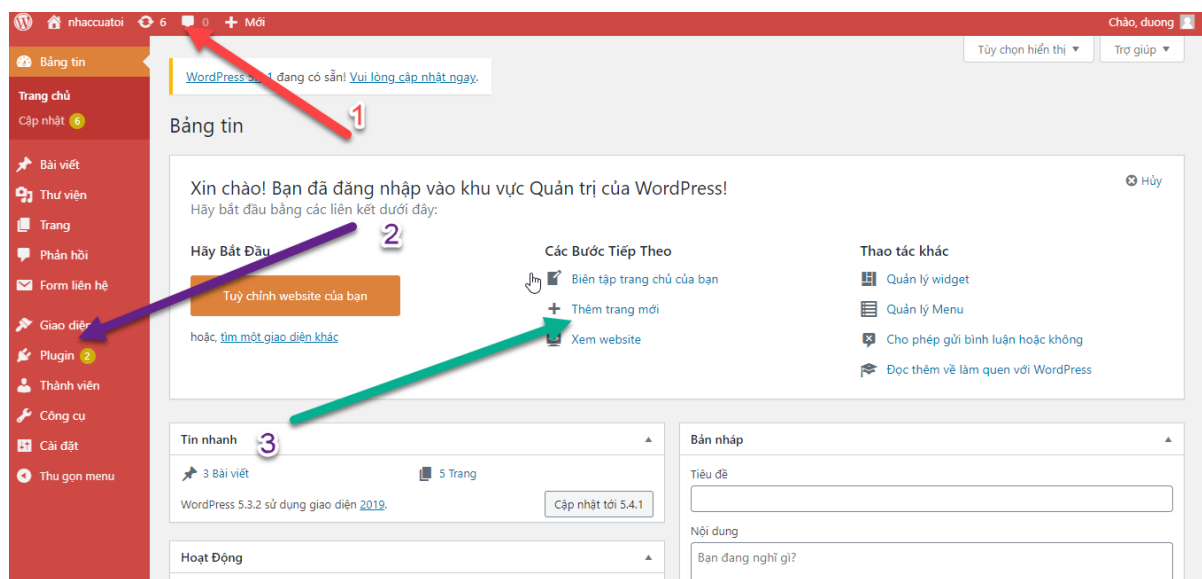 nhaccuatoi 6 0 Mới Chào, duong
Tùy chọn hiển thị ▼ Trợ giúp ▼
Bảng tin
Trang chủ
Cập nhật 6
Bài viết
Thư viện
Trang
Phản hồi
Form liên hệ
Giao diện
Plugin 2
Thành viên
Công cụ
Cài đặt
Thu gọn menu
WordPress 5.4.1 đang có sẵn! Vui lòng cập nhật ngay.
1
Bảng tin
Xin chào! Bạn đã đăng nhập vào khu vực Quản trị của WordPress!
Hủy
Hãy bắt đầu bằng các liên kết dưới đây:
2
Hãy Bắt Đầu
Tuỳ chỉnh website của bạn
hoặc, tìm một giao diện khác
Các Bước Tiếp Theo
Biên tập trang chủ của bạn
Thêm trang mới
Xem website
Thao tác khác
Quản lý widget
Quản lý Menu
Cho phép gửi bình luận hoặc không
Đọc thêm về làm quen với WordPress
3
Tin nhanh
3 Bài viết 5 Trang
WordPress 5.3.2 sử dụng giao diện 2019. Cập nhật tới 5.4.1
Hoạt Động
Bản nháp
Tiêu đề
Nội dung
Bạn đang nghĩ gì?